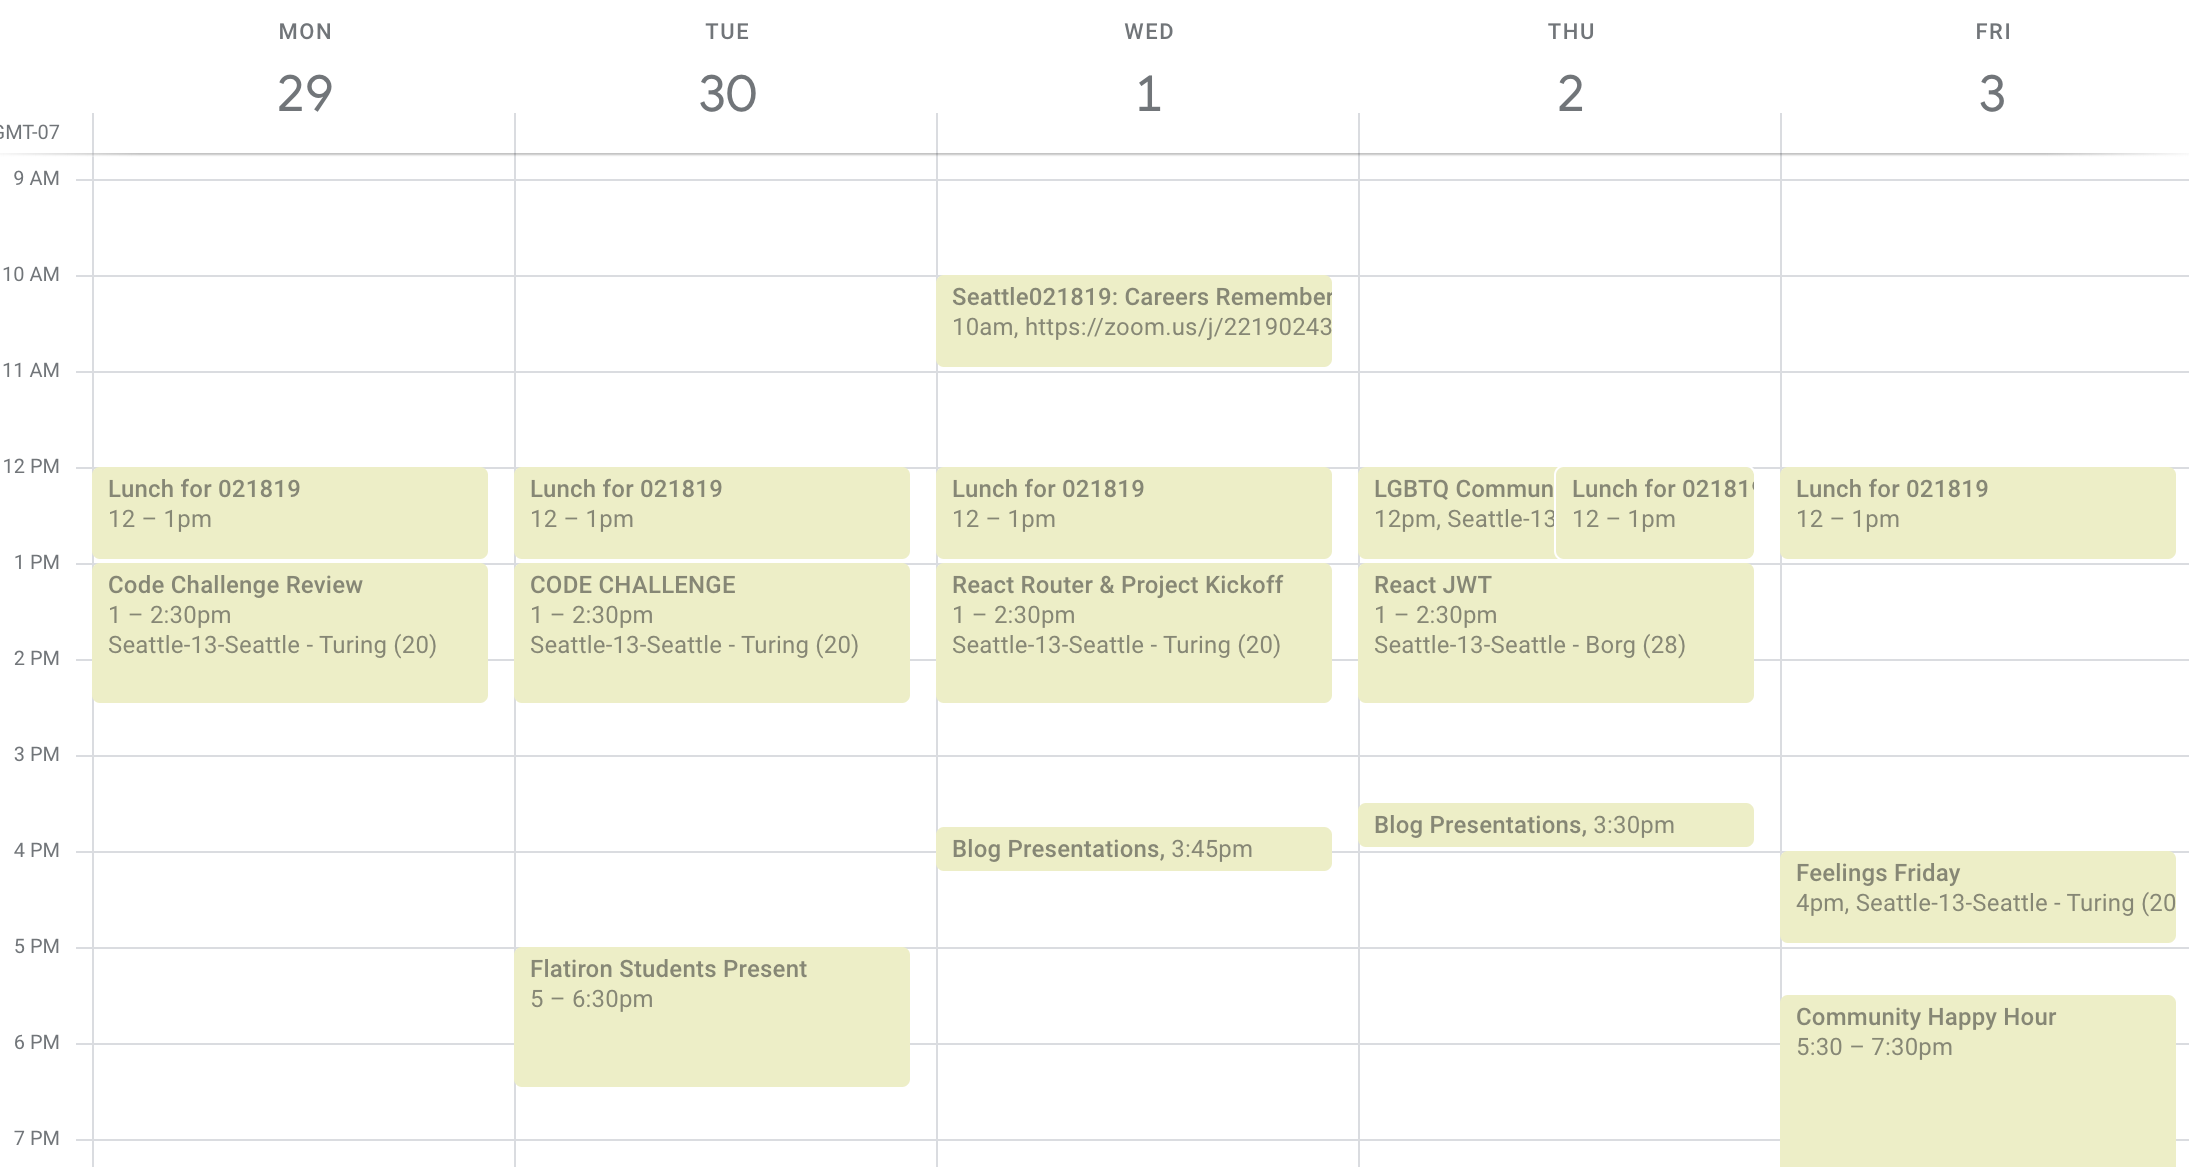 MON
TUE
WED
THU
FRI
29
30
1
2
3
GMT-07
9 AM
10 AM
Seattle021819: Careers Remember
10am, https://zoom.us/j/22190243
11 AM
12 PM
Lunch for 021819
12 – 1pm
Lunch for 021819
12 – 1pm
Lunch for 021819
12 – 1pm
LGBTQ Commun
12pm, Seattle-13
Lunch for 02181
12 – 1pm
Lunch for 021819
12 – 1pm
1 PM
Code Challenge Review
1 – 2:30pm
Seattle-13-Seattle - Turing (20)
CODE CHALLENGE
1 – 2:30pm
Seattle-13-Seattle - Turing (20)
React Router & Project Kickoff
1 – 2:30pm
Seattle-13-Seattle - Turing (20)
React JWT
1 – 2:30pm
Seattle-13-Seattle - Borg (28)
2 PM
3 PM
Blog Presentations, 3:45pm
Blog Presentations, 3:30pm
4 PM
Feelings Friday
4pm, Seattle-13-Seattle - Turing (20
5 PM
Flatiron Students Present
5 – 6:30pm
Community Happy Hour
5:30 – 7:30pm
6 PM
7 PM